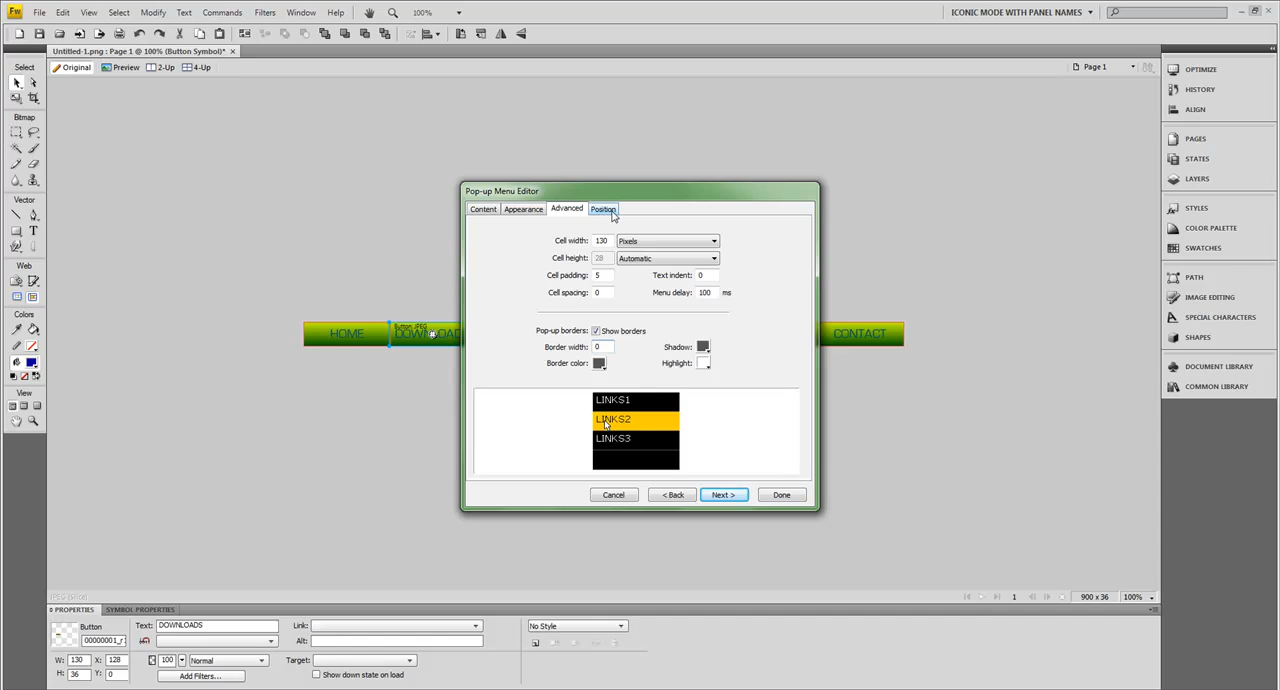 Fw File Edit View Select Modify Text Commands Filters Window Help 100% ICONIC MODE WITH PANEL NAMES
Untitled-1.png : Page 1 @ 100% (Button Symbol)*
Original Preview 2-Up 4-Up Page 1
Select
Bitmap
Vector
T
Web
Colors
View
OPTIMIZE
HISTORY
ALIGN
PAGES
STATES
LAYERS
STYLES
COLOR PALETTE
SWATCHES
PATH
IMAGE EDITING
SPECIAL CHARACTERS
SHAPES
DOCUMENT LIBRARY
COMMON LIBRARY
HOME
Button: JPEG
DOWNLOAD
CONTACT
Pop-up Menu Editor
Content Appearance Advanced Position
Cell width: 130 Pixels
Cell height: 28 Automatic
Cell padding: 5 Text indent: 0
Cell spacing: 0 Menu delay: 100 ms
Pop-up borders: Show borders
Border width: 0 Shadow:
Border color: Highlight:
LINKS1
LINKS2
LINKS3
Cancel < Back Next > Done
JPEG (Slice) 1 900 x 36 100%
PROPERTIES SYMBOL PROPERTIES
Button Text: DOWNLOADS Link: No Style
00000001_r1 Alt:
W: 130 X: 128 100 Normal Target:
H: 36 Y: 0 Add Filters... Show down state on load